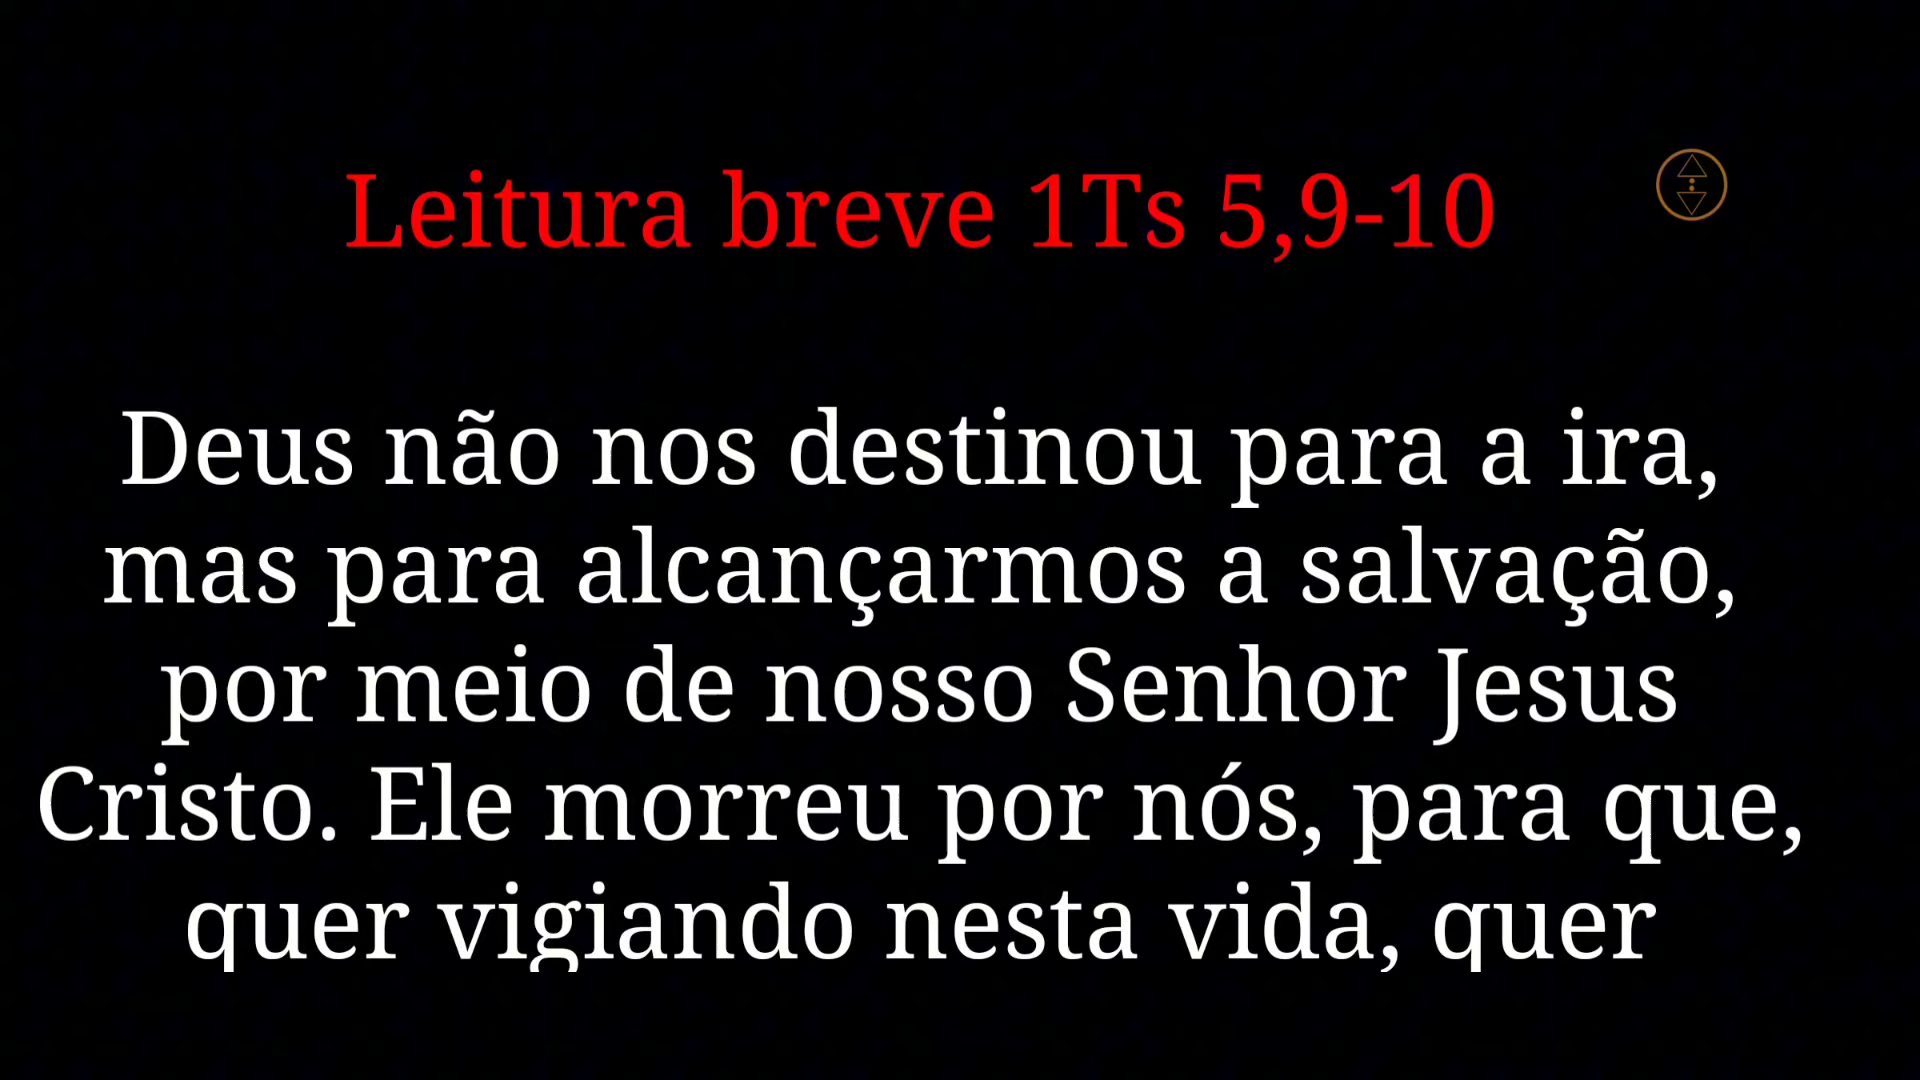 Leitura breve 1Ts 5,9-10
Deus não nos destinou para a ira,
mas para alcançarmos a salvação,
por meio de nosso Senhor Jesus
Cristo. Ele morreu por nós, para que,
quer vigiando nesta vida, quer